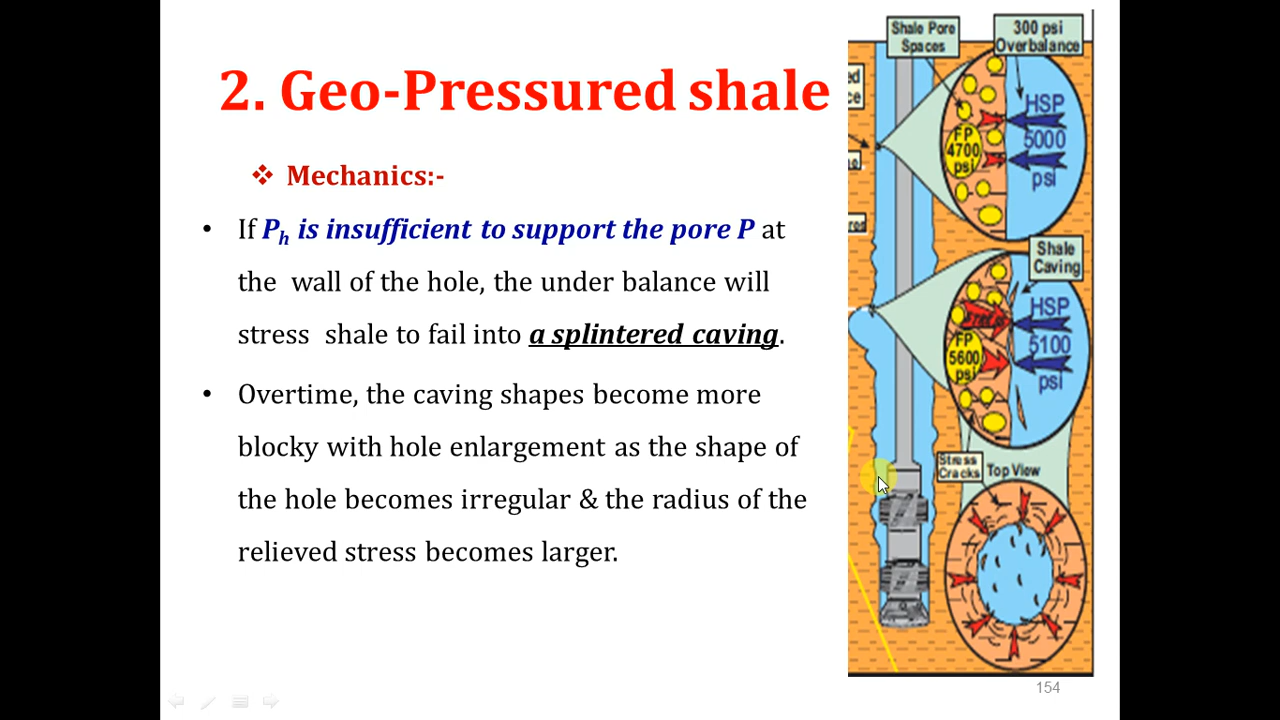 2. Geo-Pressured shale
❖ Mechanics:-
• If Ph is insufficient to support the pore P at
the wall of the hole, the under balance will
stress shale to fail into a splintered caving.
• Overtime, the caving shapes become more
blocky with hole enlargement as the shape of
the hole becomes irregular & the radius of the
relieved stress becomes larger.
Shale Pore
Spaces
300 psi
Overbalance
HSP
5000
psi
FP
4700
psi
Shale
Caving
HSP
5100
psi
FP
5600
psi
Stress
Cracks
Top View
154